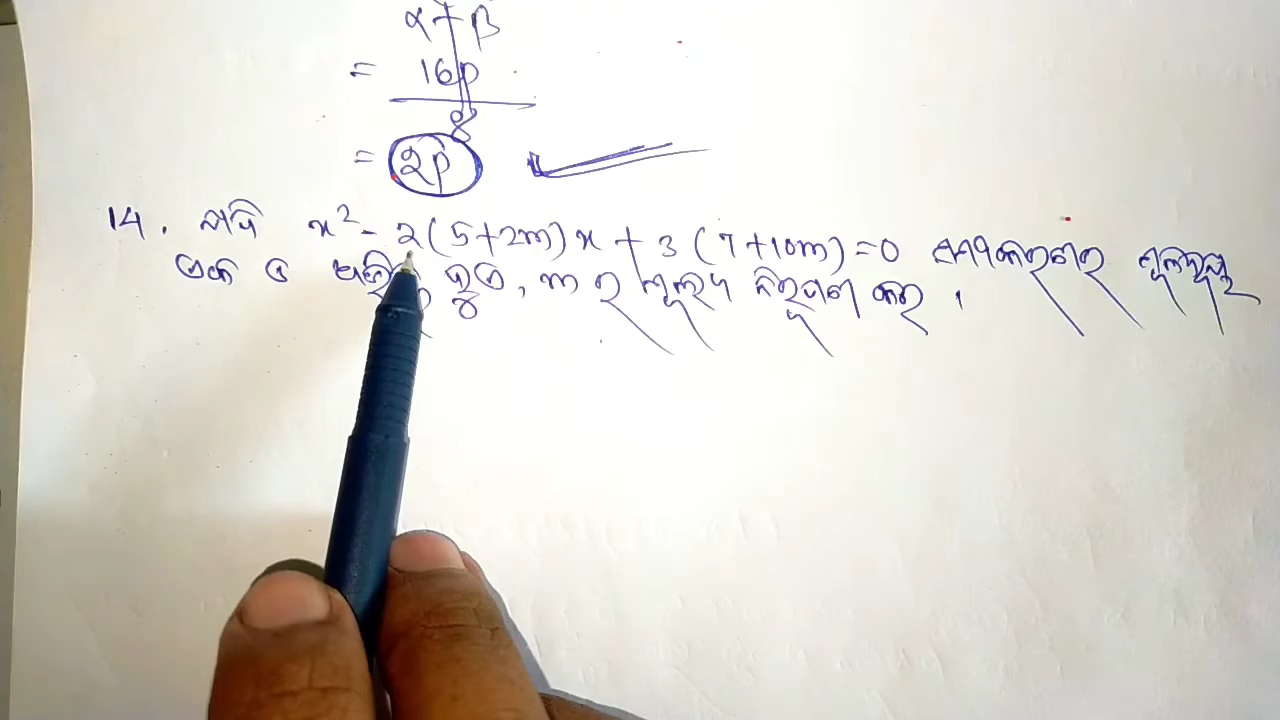 α + β
= 16p
8
= 2p
14. ଯଦି x² - 2(5+2m)x + 3(7+10m)=0 ସମୀକରଣର ମୂଳଦ୍ୱୟ
ଏକ ଓ ଅଭିନ୍ନ ହୁଏ, m ର ମୂଲ୍ୟ ନିରୂପଣ କର ।